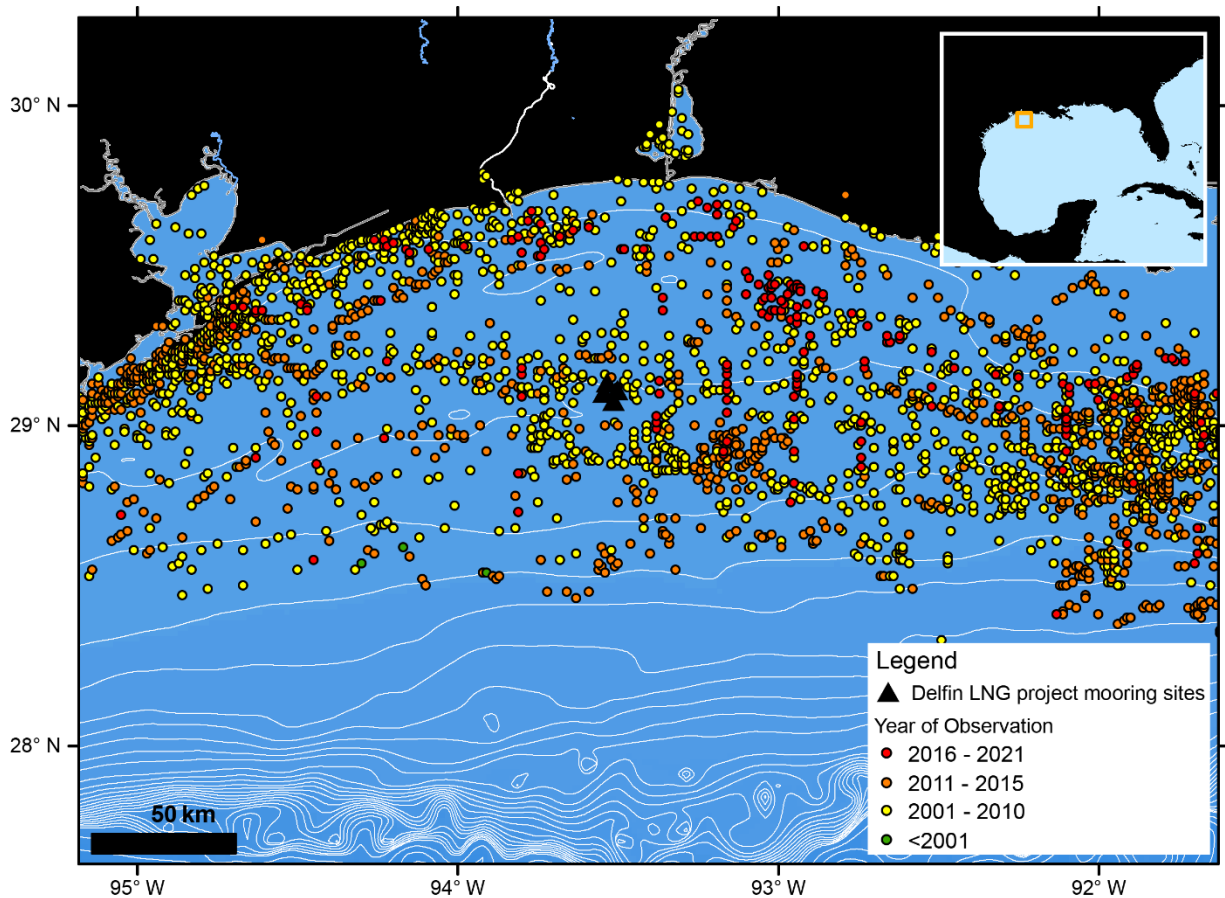 30° N
29° N
28° N
Legend
Delfin LNG project mooring sites
Year of Observation
2016 - 2021
2011 - 2015
2001 - 2010
<2001
50 km
95° W
94° W
93° W
92° W